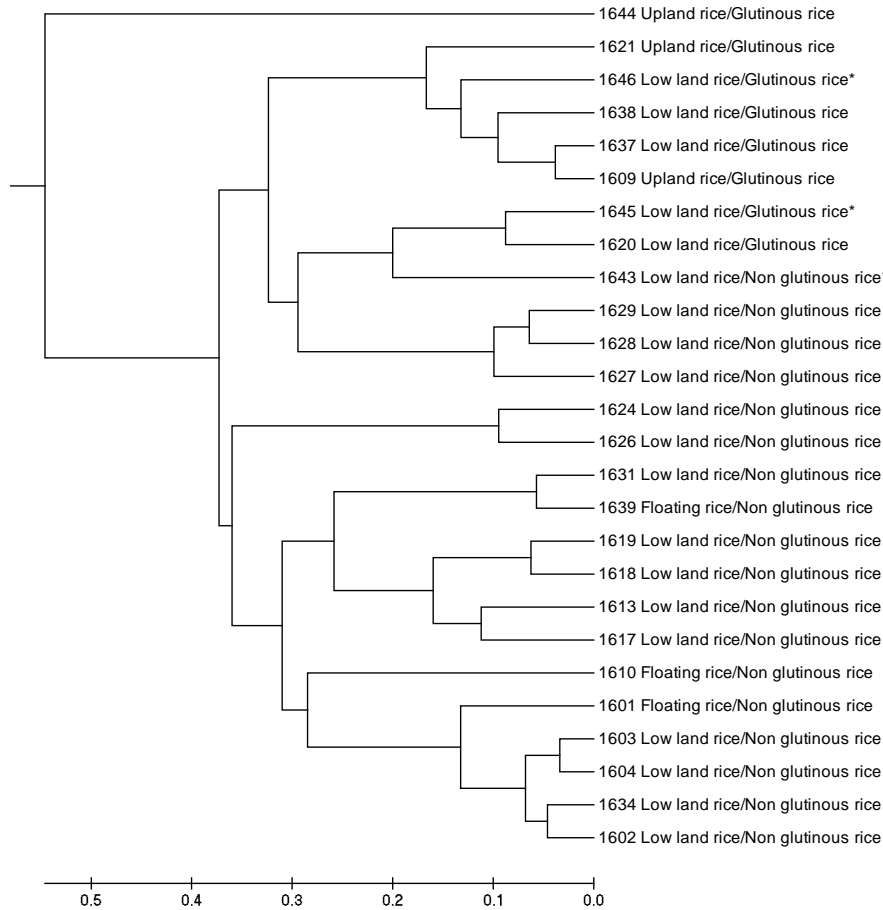 1644 Upland rice/Glutinous rice
1621 Upland rice/Glutinous rice
1646 Low land rice/Glutinous rice*
1638 Low land rice/Glutinous rice
1637 Low land rice/Glutinous rice
1609 Upland rice/Glutinous rice
1645 Low land rice/Glutinous rice*
1620 Low land rice/Glutinous rice
1643 Low land rice/Non glutinous rice*
1629 Low land rice/Non glutinous rice
1628 Low land rice/Non glutinous rice
1627 Low land rice/Non glutinous rice
1624 Low land rice/Non glutinous rice
1626 Low land rice/Non glutinous rice
1631 Low land rice/Non glutinous rice
1639 Floating rice/Non glutinous rice
1619 Low land rice/Non glutinous rice
1618 Low land rice/Non glutinous rice
1613 Low land rice/Non glutinous rice
1617 Low land rice/Non glutinous rice
1610 Floating rice/Non glutinous rice
1601 Floating rice/Non glutinous rice
1603 Low land rice/Non glutinous rice
1604 Low land rice/Non glutinous rice
1634 Low land rice/Non glutinous rice
1602 Low land rice/Non glutinous rice
0.5 0.4 0.3 0.2 0.1 0.0